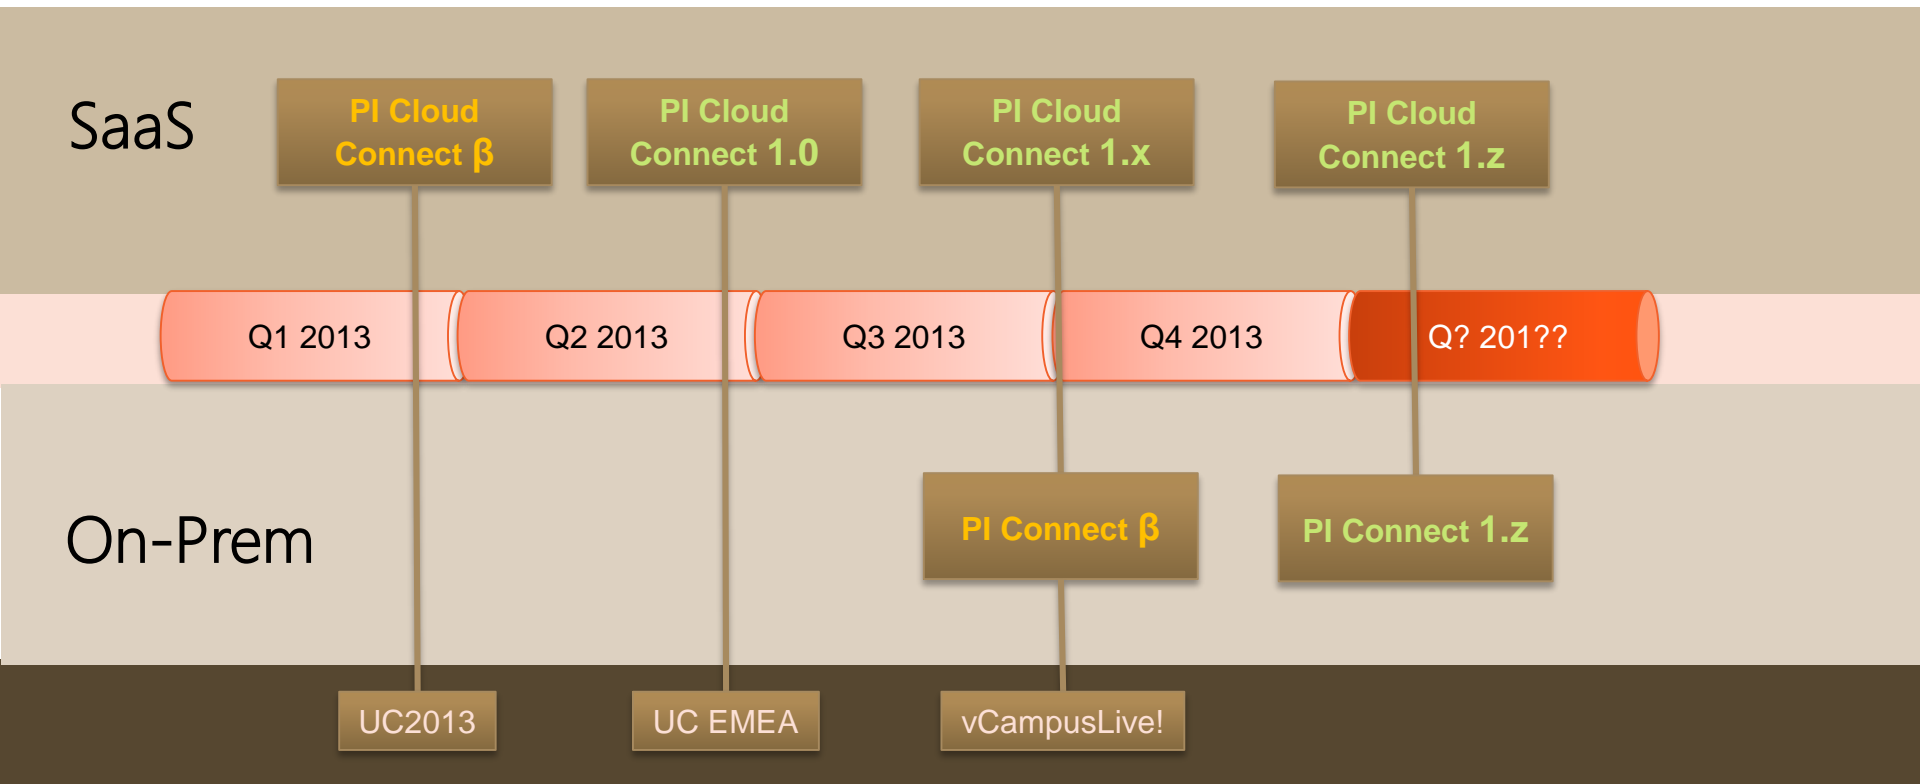 SaaS
PI Cloud
Connect β
PI Cloud
Connect 1.0
PI Cloud
Connect 1.x
PI Cloud
Connect 1.z
Q1 2013
Q2 2013
Q3 2013
Q4 2013
Q? 201??
On-Prem
PI Connect β
PI Connect 1.z
UC2013
UC EMEA
vCampusLive!